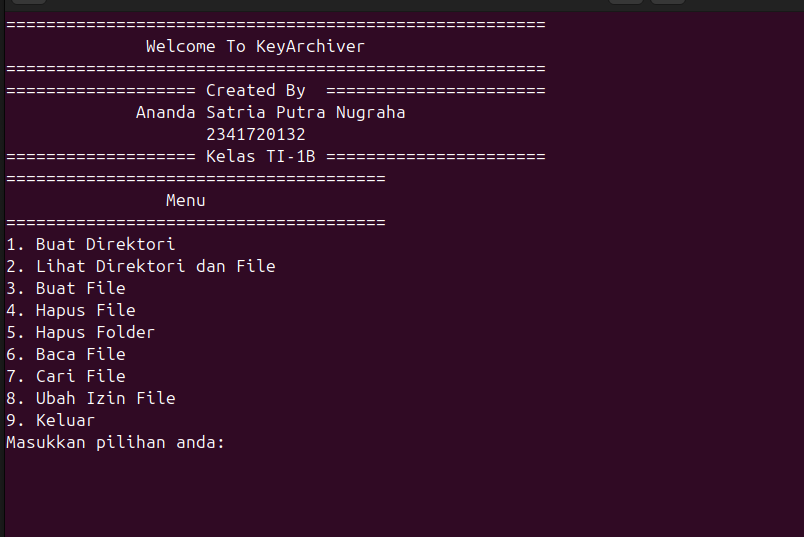 ======================================================
Welcome To KeyArchiver
======================================================
=================== Created By  ======================
Ananda Satria Putra Nugraha
2341720132
=================== Kelas TI-1B ======================
======================================
Menu
======================================
1. Buat Direktori
2. Lihat Direktori dan File
3. Buat File
4. Hapus File
5. Hapus Folder
6. Baca File
7. Cari File
8. Ubah Izin File
9. Keluar
Masukkan pilihan anda: